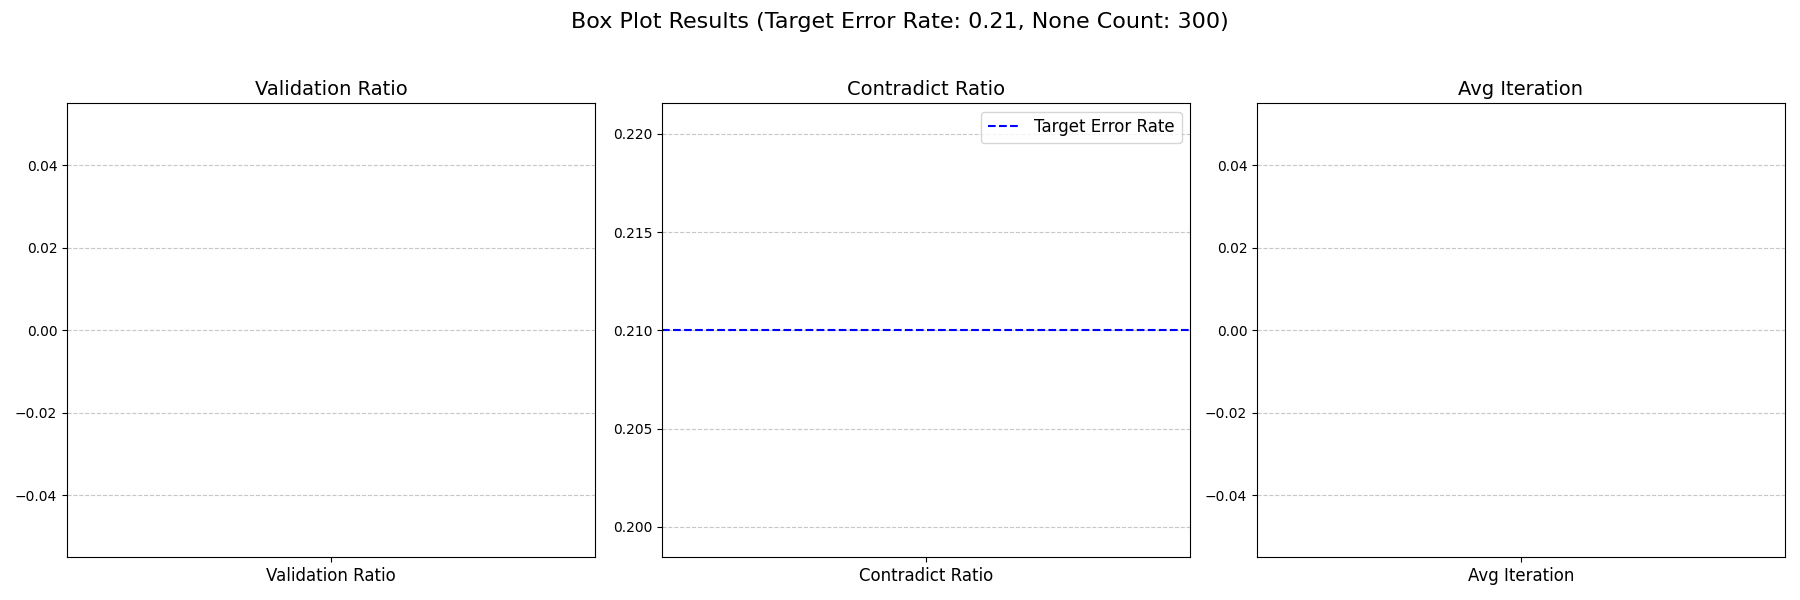 Box Plot Results (Target Error Rate: 0.21, None Count: 300)
Validation Ratio
0.04
0.02
0.00
−0.02
−0.04
Validation Ratio
Contradict Ratio
Target Error Rate
0.220
0.215
0.210
0.205
0.200
Contradict Ratio
Avg Iteration
0.04
0.02
0.00
−0.02
−0.04
Avg Iteration